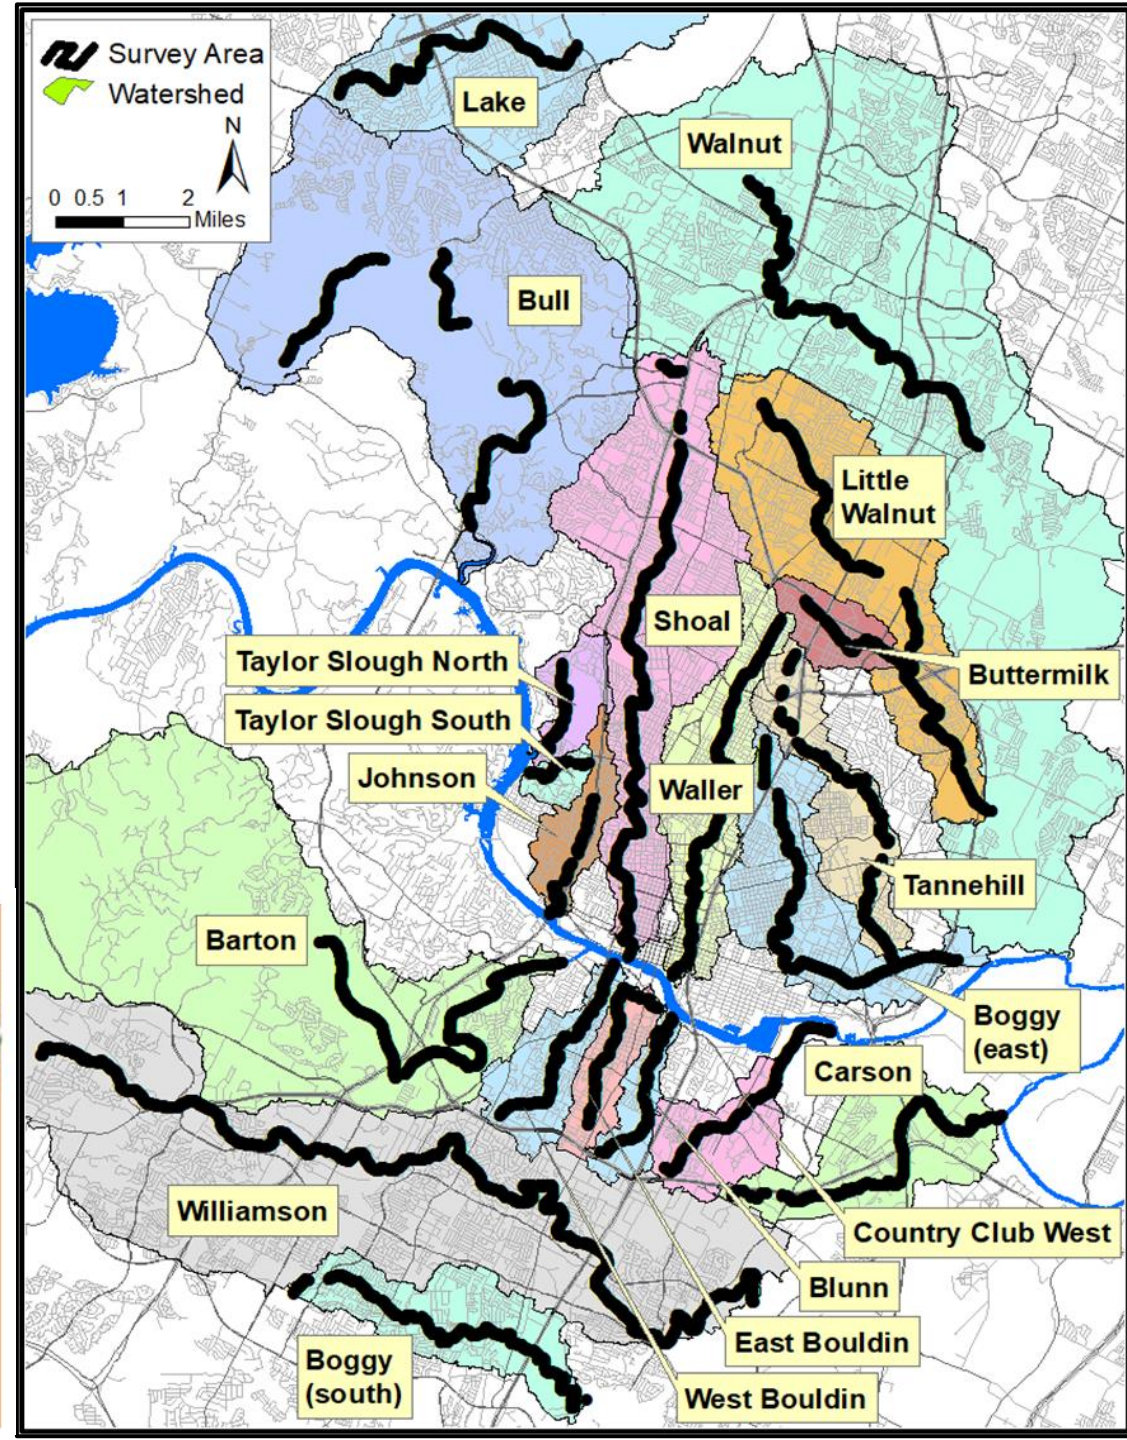 Survey Area
Watershed
N
0 0.5 1 2
Miles
Lake
Walnut
Bull
Little
Walnut
Shoal
Taylor Slough North
Buttermilk
Taylor Slough South
Johnson
Waller
Tannehill
Barton
Boggy
(east)
Carson
Williamson
Country Club West
Blunn
East Bouldin
Boggy
(south)
West Bouldin